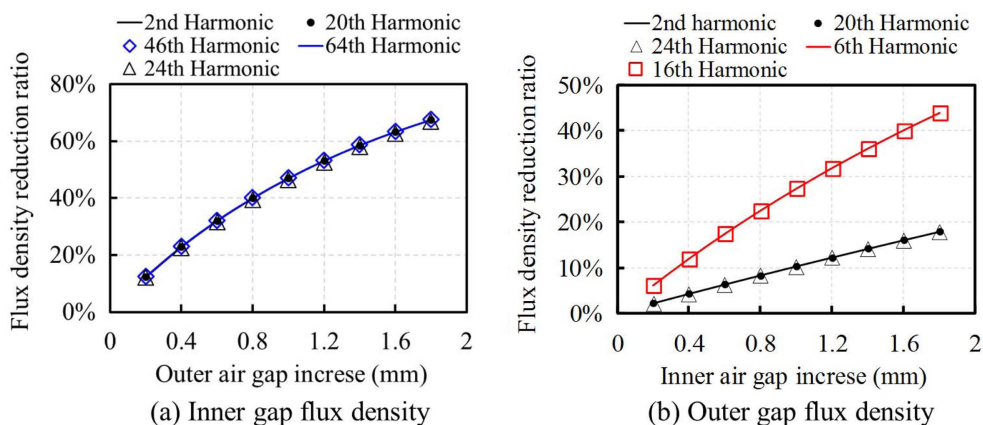 2nd Harmonic
20th Harmonic
46th Harmonic
64th Harmonic
24th Harmonic
Flux density reduction ratio
80%
60%
40%
20%
0%
0 0.4 0.8 1.2 1.6 2
Outer air gap increse (mm)
(a) Inner gap flux density
2nd harmonic
20th Harmonic
24th Harmonic
6th Harmonic
16th Harmonic
Flux density reduction ratio
50%
40%
30%
20%
10%
0%
0 0.4 0.8 1.2 1.6 2
Inner air gap increse (mm)
(b) Outer gap flux density